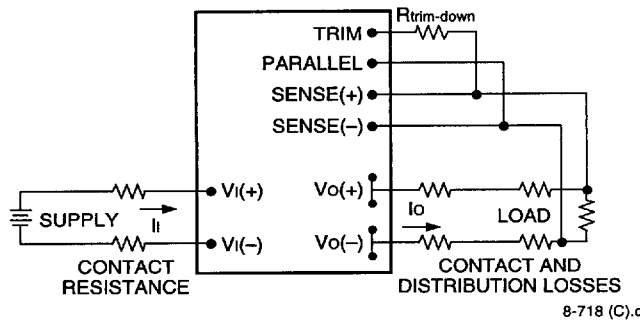 TRIM
Rtrim-down
PARALLEL
SENSE(+)
SENSE(–)
VI(+)
VO(+)
SUPPLY
II
IO
LOAD
VI(–)
VO(–)
CONTACT
RESISTANCE
CONTACT AND
DISTRIBUTION LOSSES
8-718 (C).c